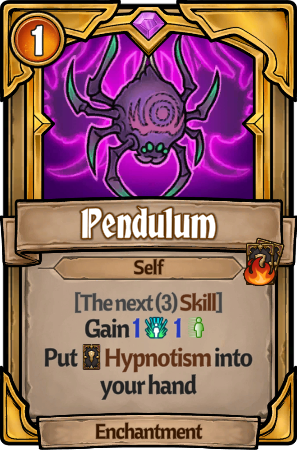 1
Pendulum
Self
[The next (3) Skill]
Gain 1 1
Put Hypnotism into
your hand
Enchantment